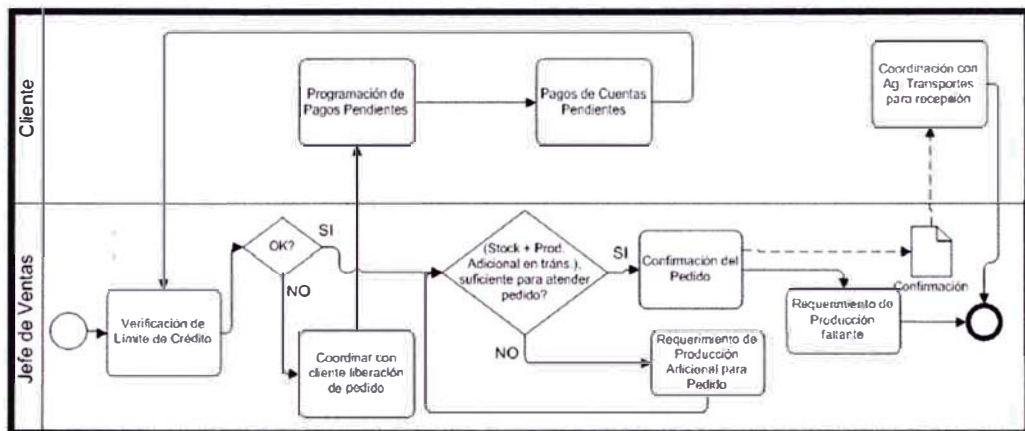 Cliente
Programación de
Pagos Pendientes
Pagos de Cuentas
Pendientes
Coordinación con
Ag. Transportes
para recepción
Jefe de Ventas
Verificación de
Límite de Crédito
OK?
SI
NO
Coordinar con
cliente liberación
de pedido
(Stock + Prod.
Adicional en tráns.),
suficiente para atender
pedido?
SI
NO
Confirmación del
Pedido
Requerimiento de
Producción
Adicional para
Pedido
Confirmación
Requerimiento de
Producción
faltante